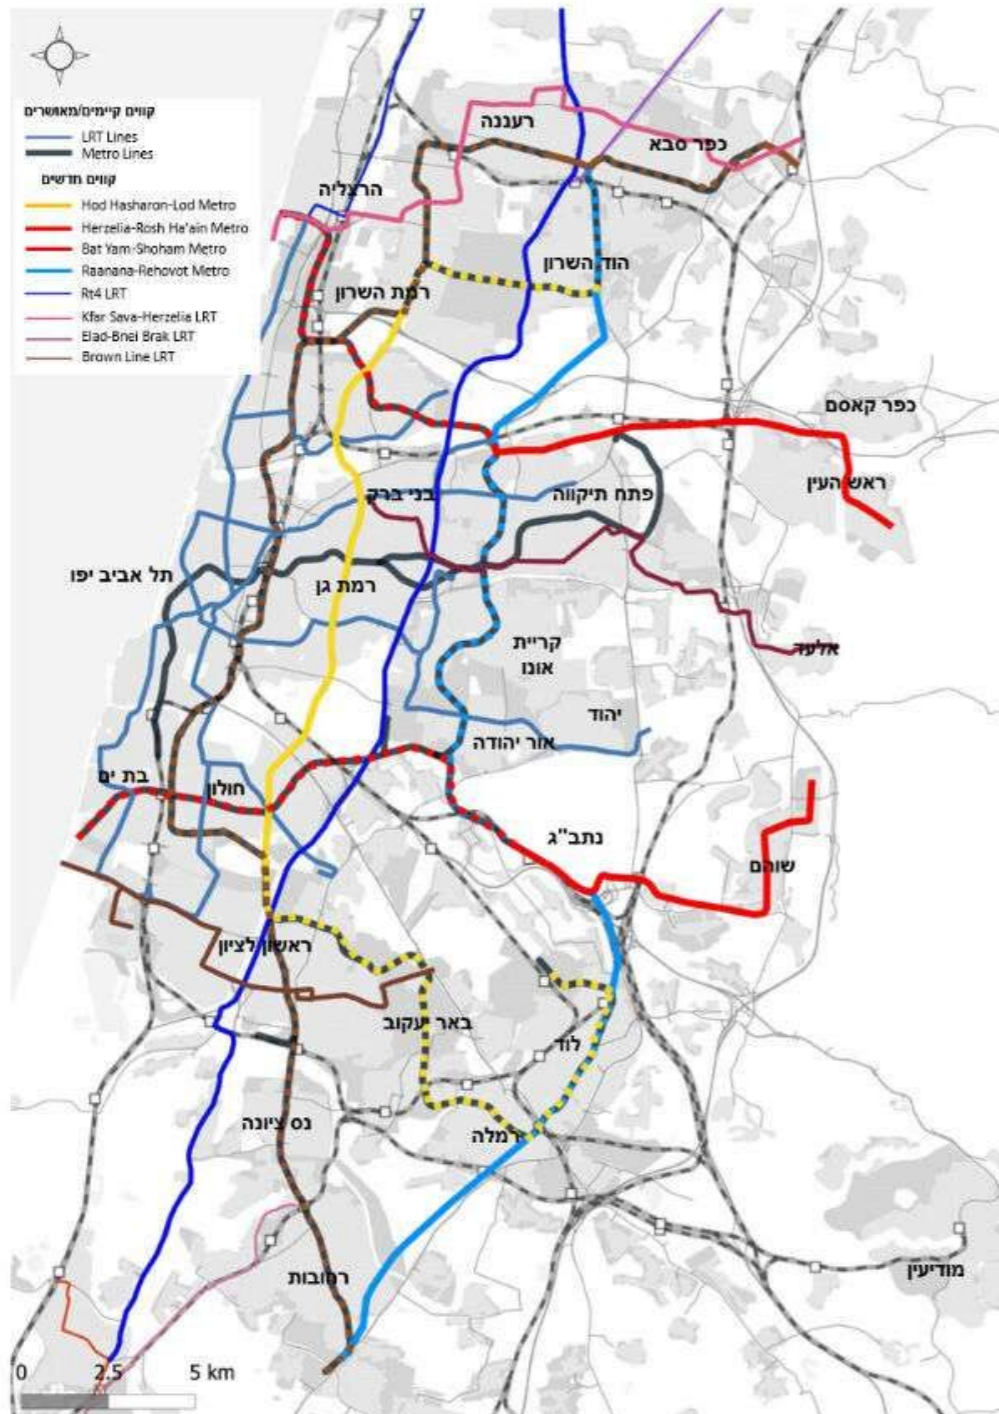 קווים קיימים/מאושרים
LRT Lines
Metro Lines
קווים חדשים
Hod Hasharon-Lod Metro
Herzelia-Rosh Ha'ain Metro
Bat Yam-Shoham Metro
Raanana-Rehovot Metro
Rt4 LRT
Kfar Sava-Herzelia LRT
Elad-Bnei Brak LRT
Brown Line LRT
רעננה
כפר סבא
הרצליה
הוד השרון
רמת השרון
כפר קאסם
ראש העין
בני ברק
פתח תיקווה
תל אביב יפו
רמת גן
קריית
אונו
אלעד
יהוד
אור יהודה
בת ים
חולון
נתב"ג
שוהם
ראשון לציון
באר יעקוב
לוד
נס ציונה
רמלה
רחובות
מודיעין
0 2.5 5 km